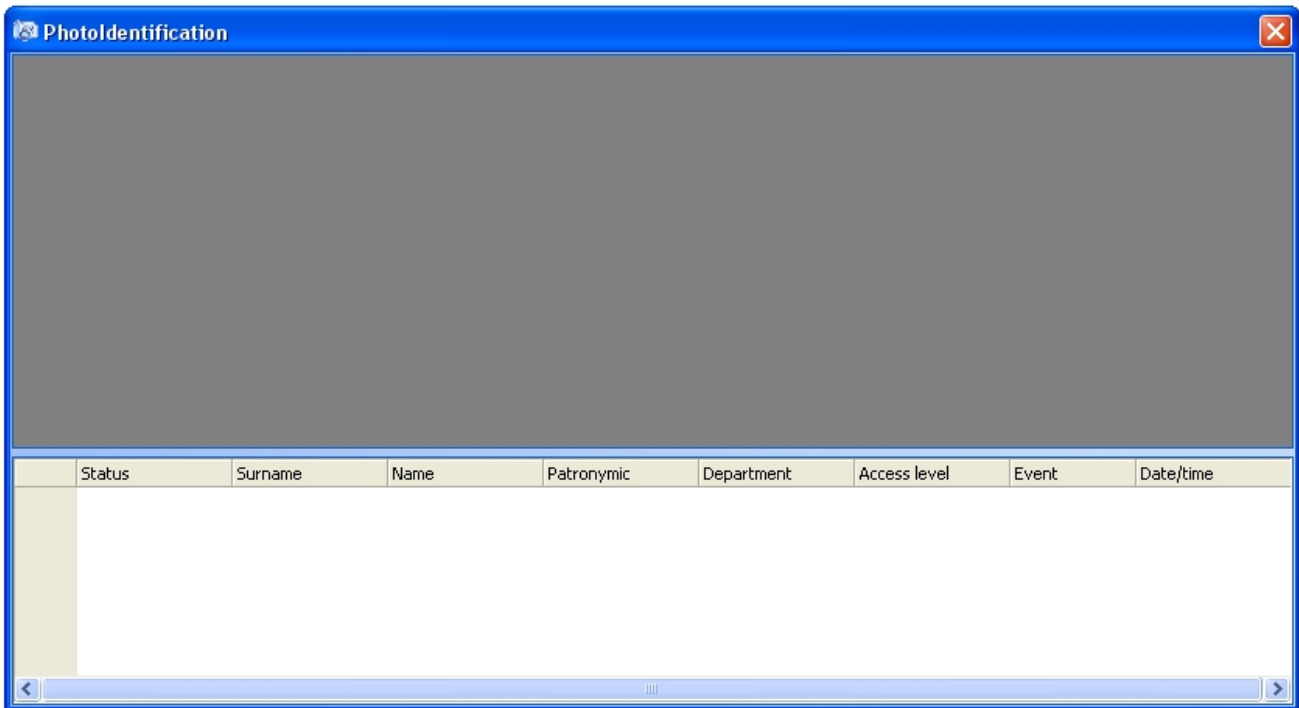 PhotoIdentification
Status Surname Name Patronymic Department Access level Event Date/time